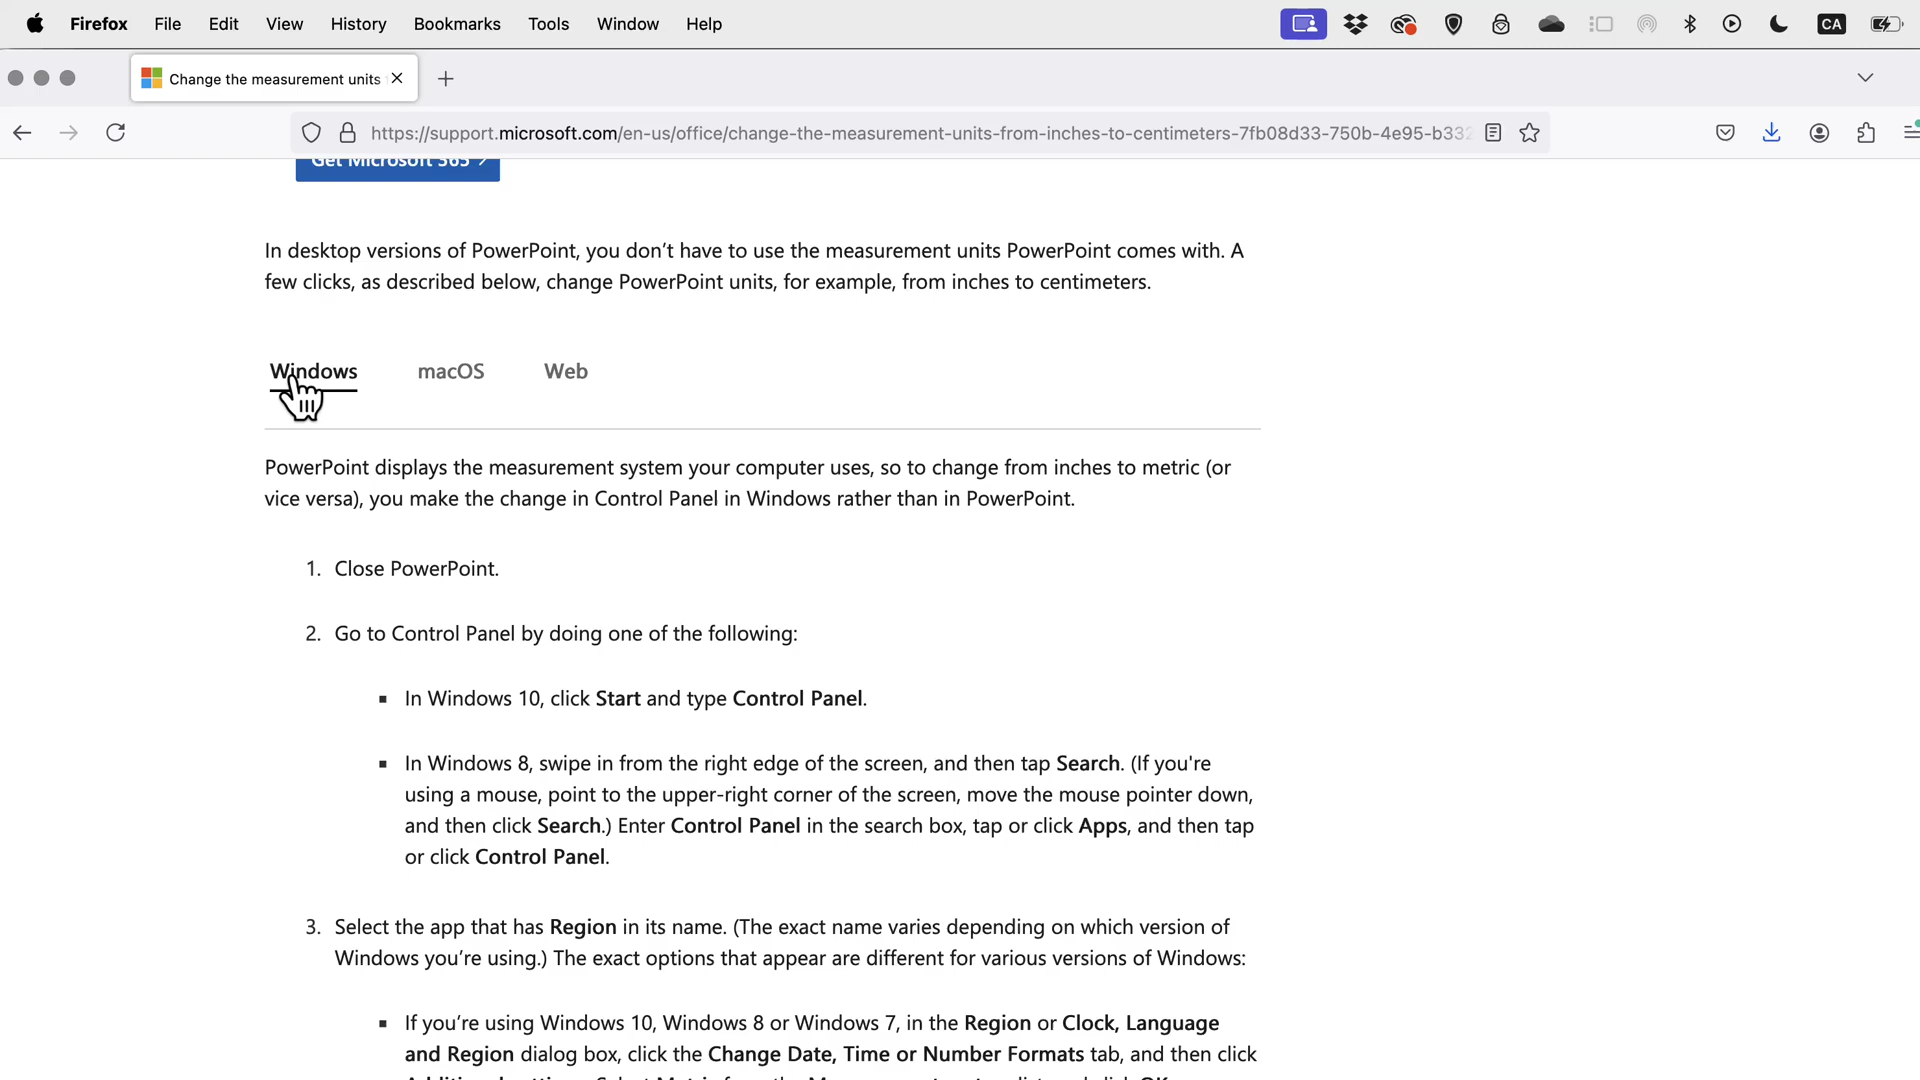 Firefox File Edit View History Bookmarks Tools Window Help CA
Change the measurement units
https://support.microsoft.com/en-us/office/change-the-measurement-units-from-inches-to-centimeters-7fb08d33-750b-4e95-b332
Get Microsoft 365 >
In desktop versions of PowerPoint, you don’t have to use the measurement units PowerPoint comes with. A
few clicks, as described below, change PowerPoint units, for example, from inches to centimeters.
Windows macOS Web
PowerPoint displays the measurement system your computer uses, so to change from inches to metric (or
vice versa), you make the change in Control Panel in Windows rather than in PowerPoint.
1. Close PowerPoint.
2. Go to Control Panel by doing one of the following:
▪ In Windows 10, click Start and type Control Panel.
▪ In Windows 8, swipe in from the right edge of the screen, and then tap Search. (If you're
using a mouse, point to the upper-right corner of the screen, move the mouse pointer down,
and then click Search.) Enter Control Panel in the search box, tap or click Apps, and then tap
or click Control Panel.
3. Select the app that has Region in its name. (The exact name varies depending on which version of
Windows you’re using.) The exact options that appear are different for various versions of Windows:
▪ If you’re using Windows 10, Windows 8 or Windows 7, in the Region or Clock, Language
and Region dialog box, click the Change Date, Time or Number Formats tab, and then click